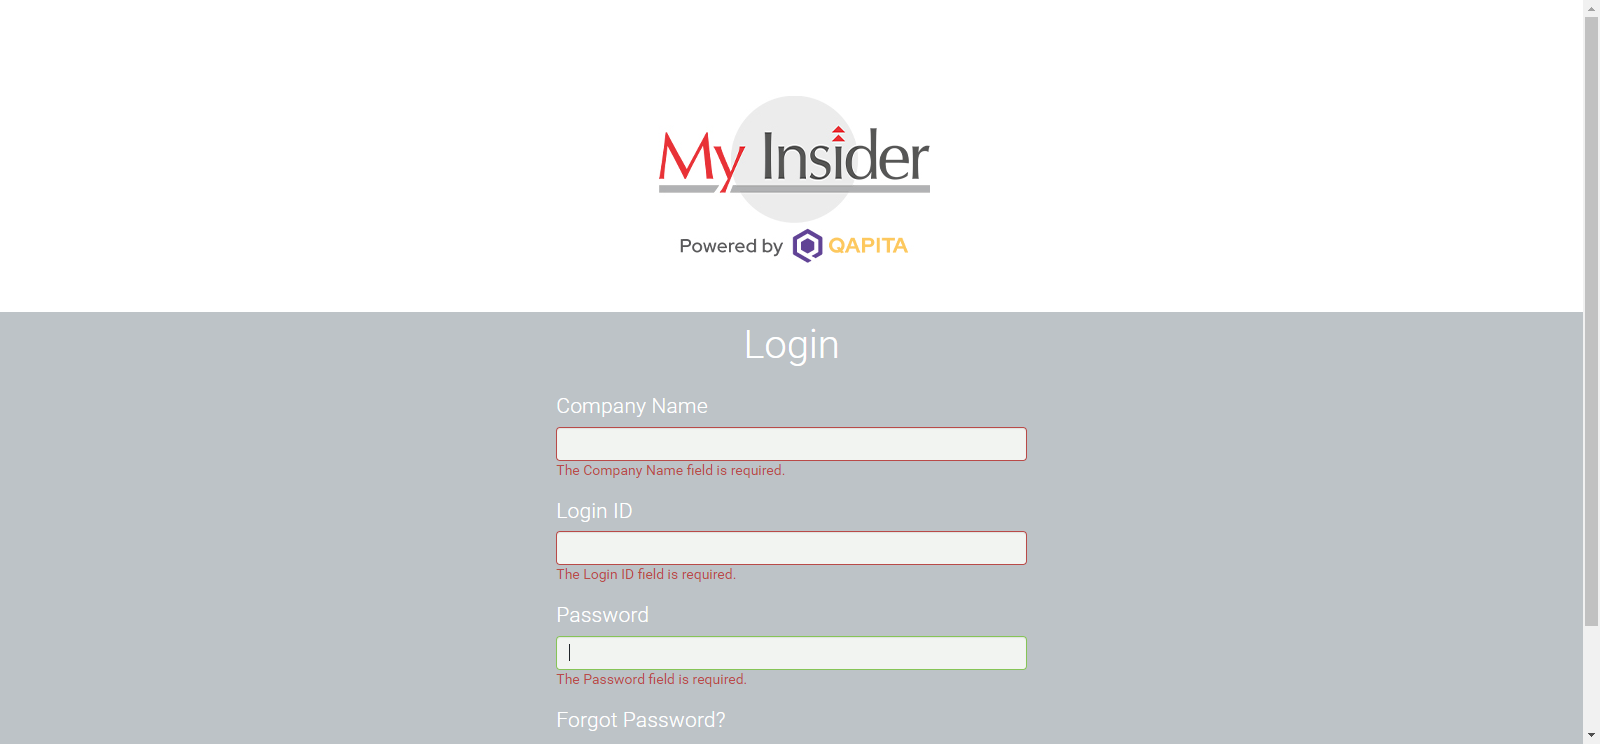 My Insider
Powered by QAPITA
Login
Company Name
The Company Name field is required.
Login ID
The Login ID field is required.
Password
The Password field is required.
Forgot Password?